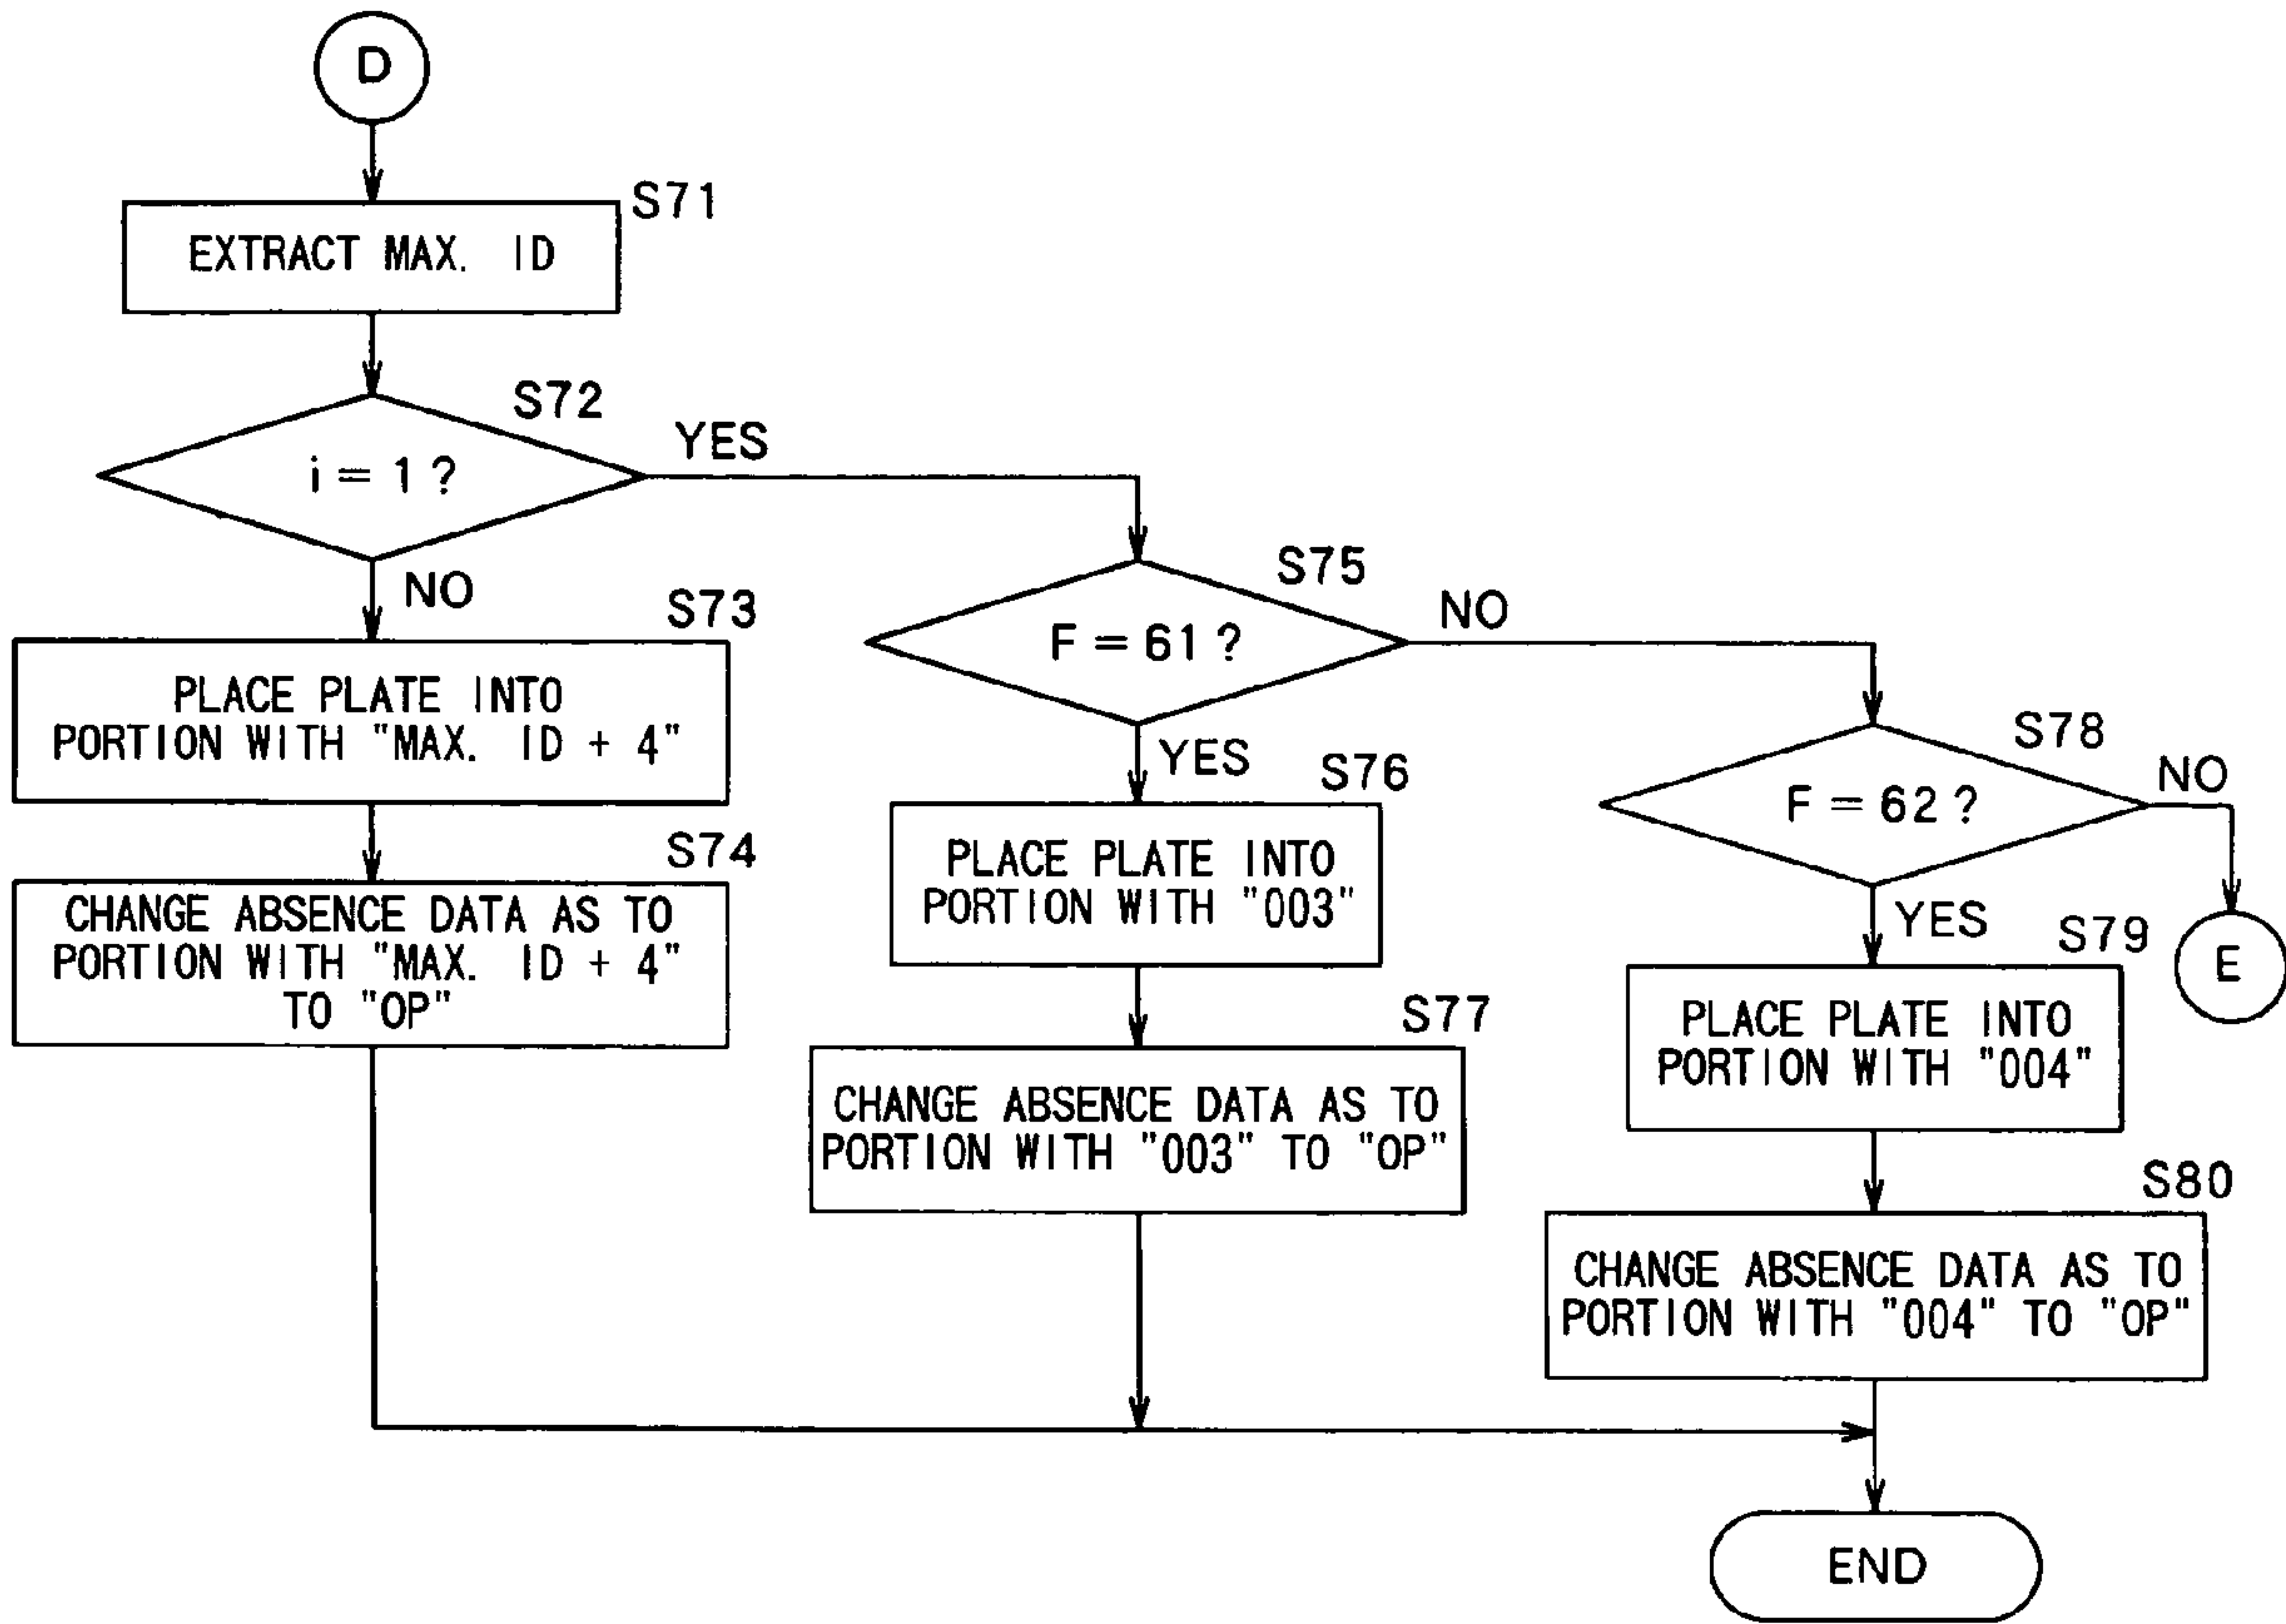 D
S71
EXTRACT MAX. ID
S72
i = 1 ?
YES
NO
S73
PLACE PLATE INTO
PORTION WITH "MAX. ID + 4"
S74
CHANGE ABSENCE DATA AS TO
PORTION WITH "MAX. ID + 4"
TO "OP"
S75
F = 61 ?
NO
YES
S76
PLACE PLATE INTO
PORTION WITH "003"
S77
CHANGE ABSENCE DATA AS TO
PORTION WITH "003" TO "OP"
S78
F = 62 ?
NO
E
YES
S79
PLACE PLATE INTO
PORTION WITH "004"
S80
CHANGE ABSENCE DATA AS TO
PORTION WITH "004" TO "OP"
END